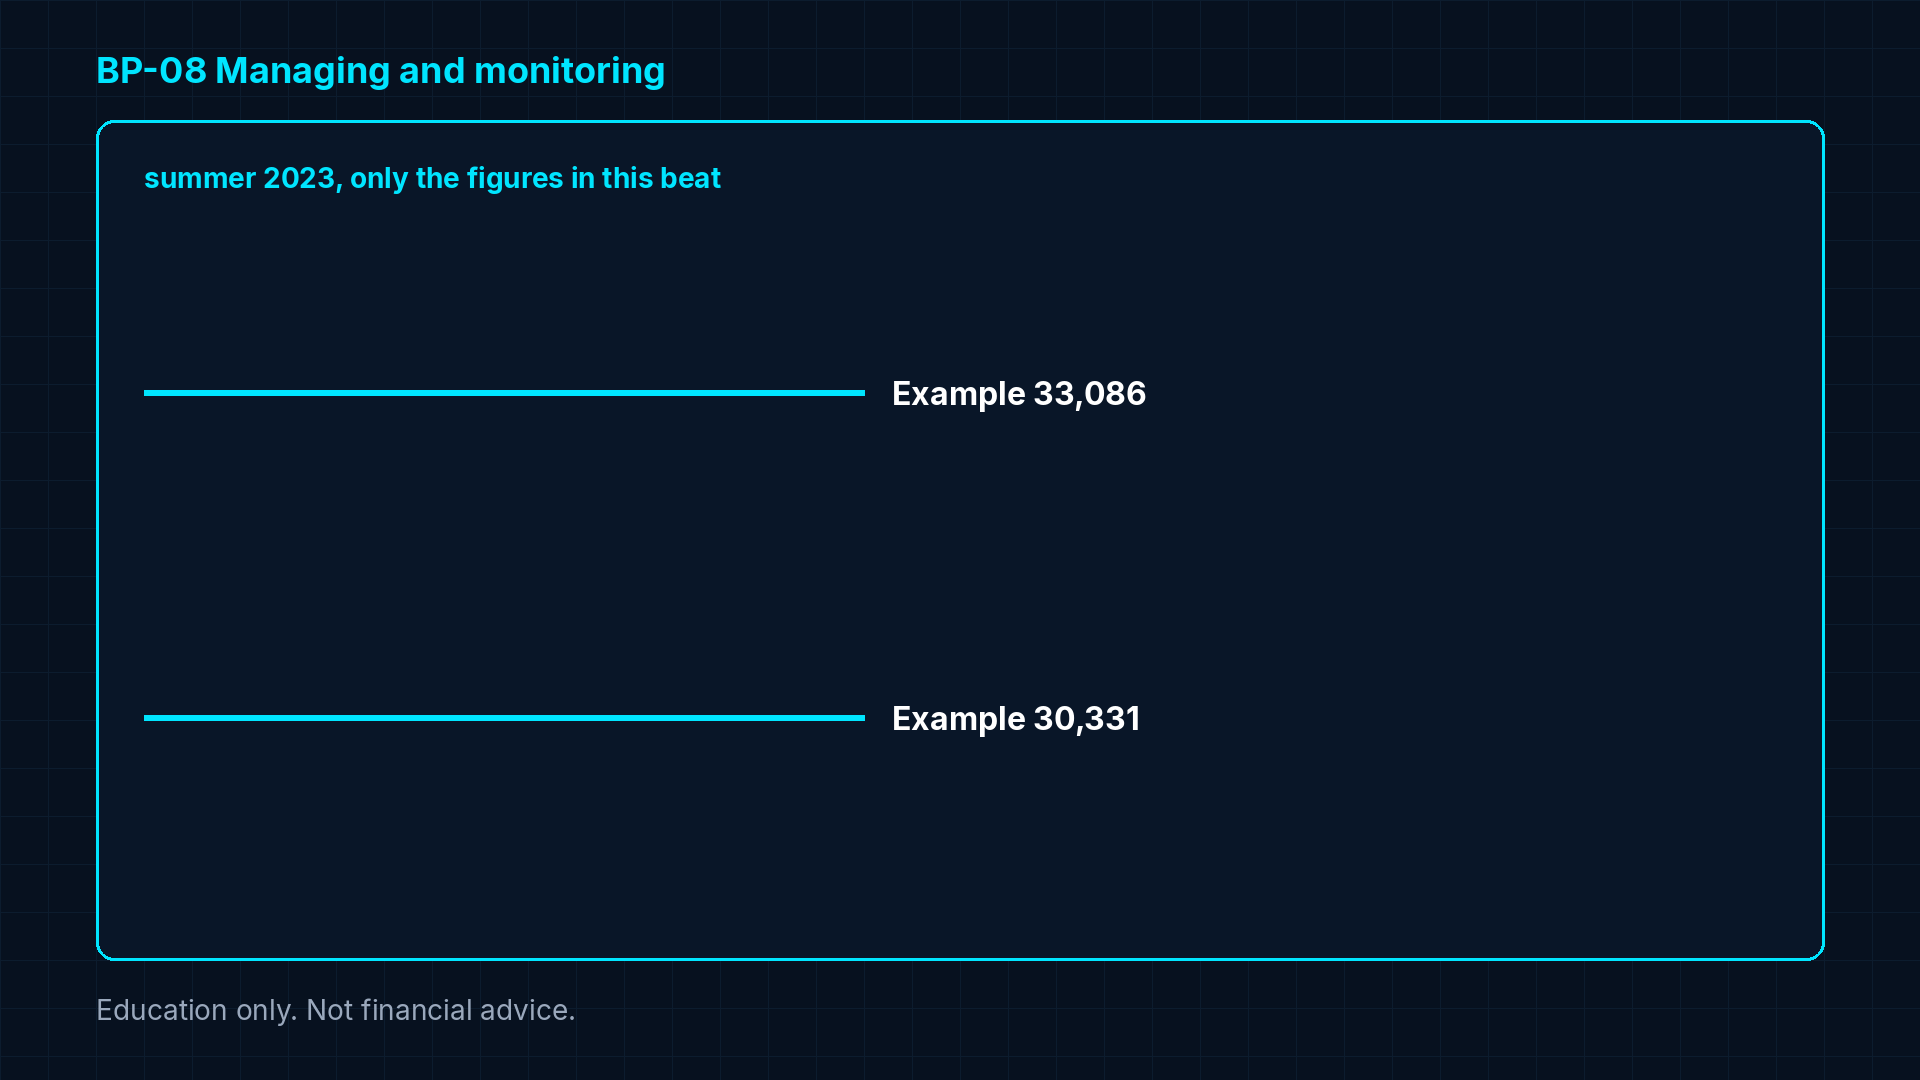 BP-08 Managing and monitoring
summer 2023, only the figures in this beat
Example 33,086
Example 30,331
Education only. Not financial advice.